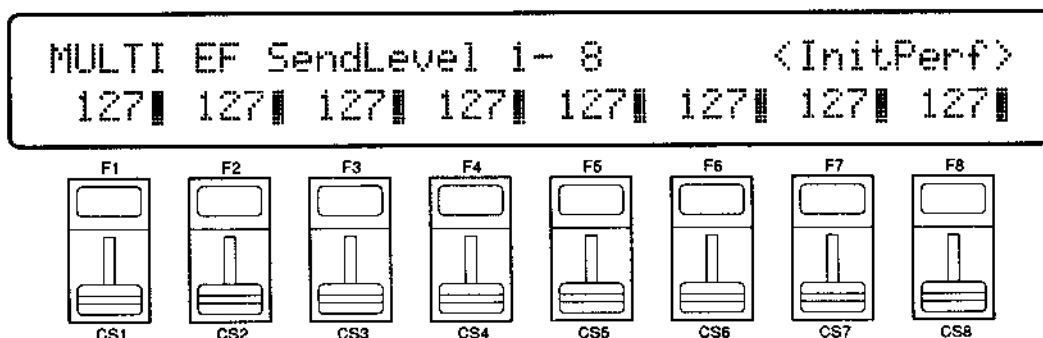 MULTI EF SendLevel 1- 8 <InitPerf>
127 127 127 127 127 127 127 127
F1 F2 F3 F4 F5 F6 F7 F8
CS1 CS2 CS3 CS4 CS5 CS6 CS7 CS8